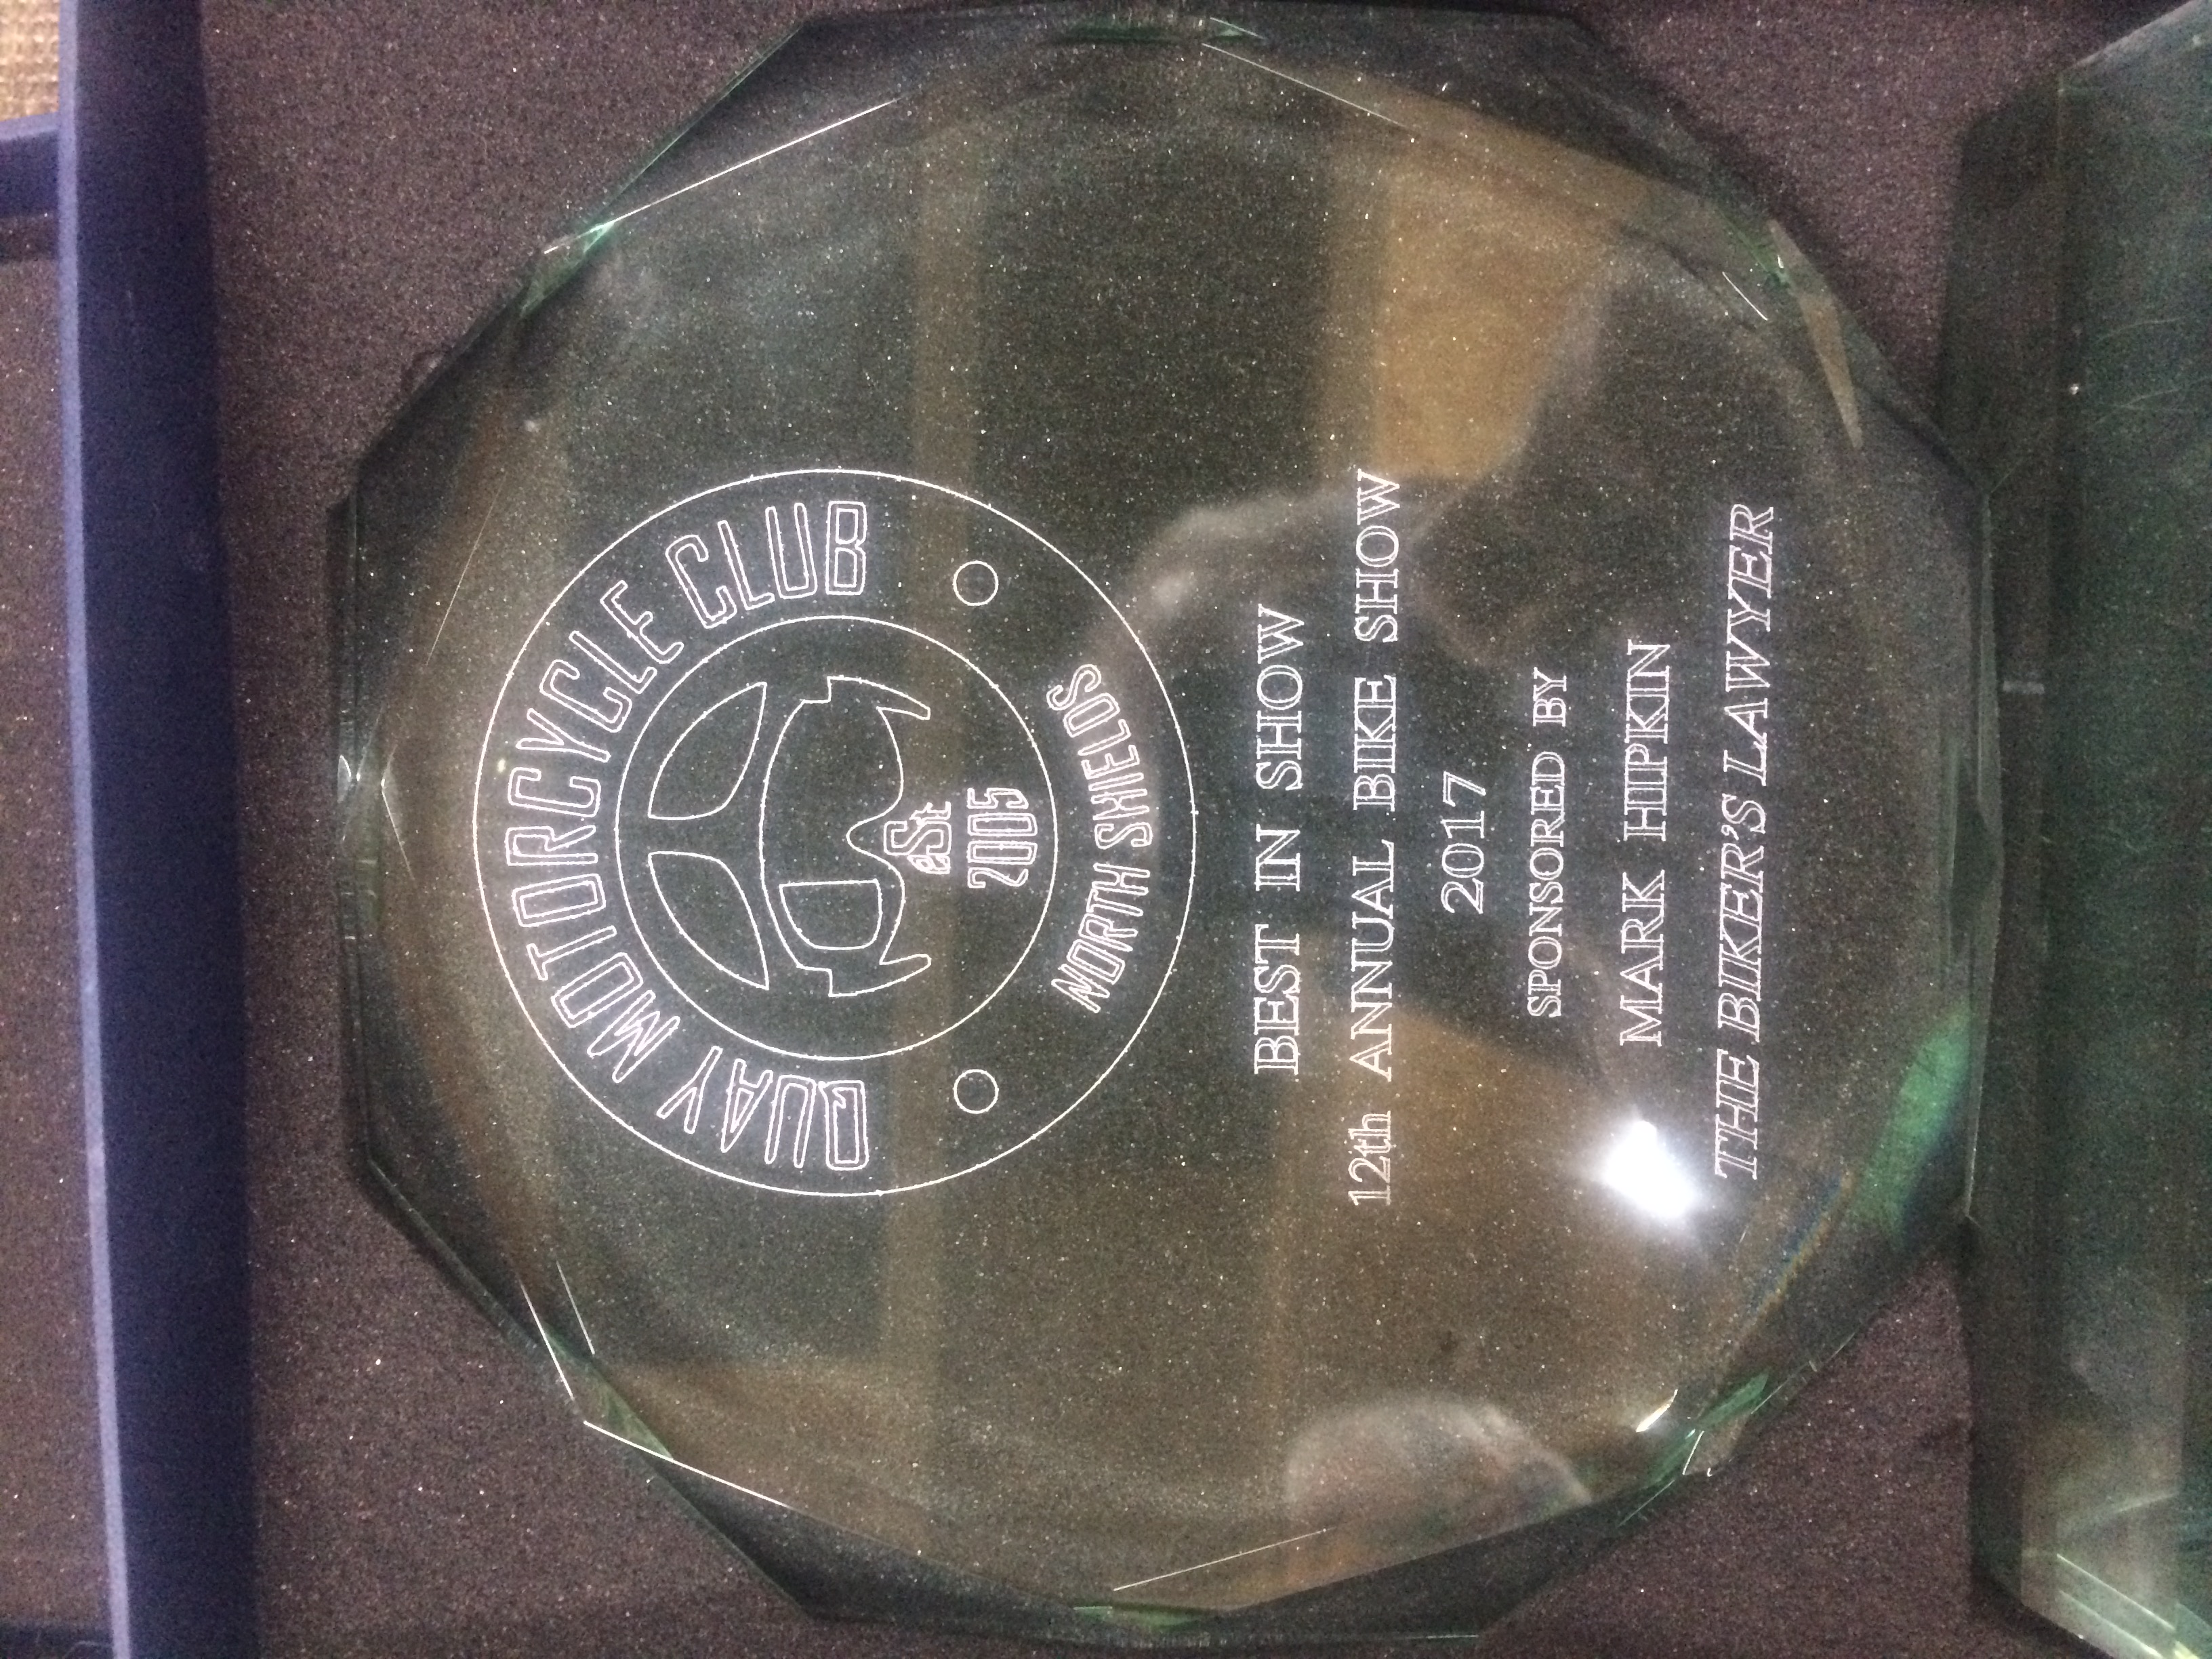 QUAY MOTORCYCLE CLUB
eSt
2005
NORTH SHIELDS
BEST IN SHOW
12th ANNUAL BIKE SHOW
2017
SPONSORED BY
MARK HIPKIN
THE BIKER'S LAWYER